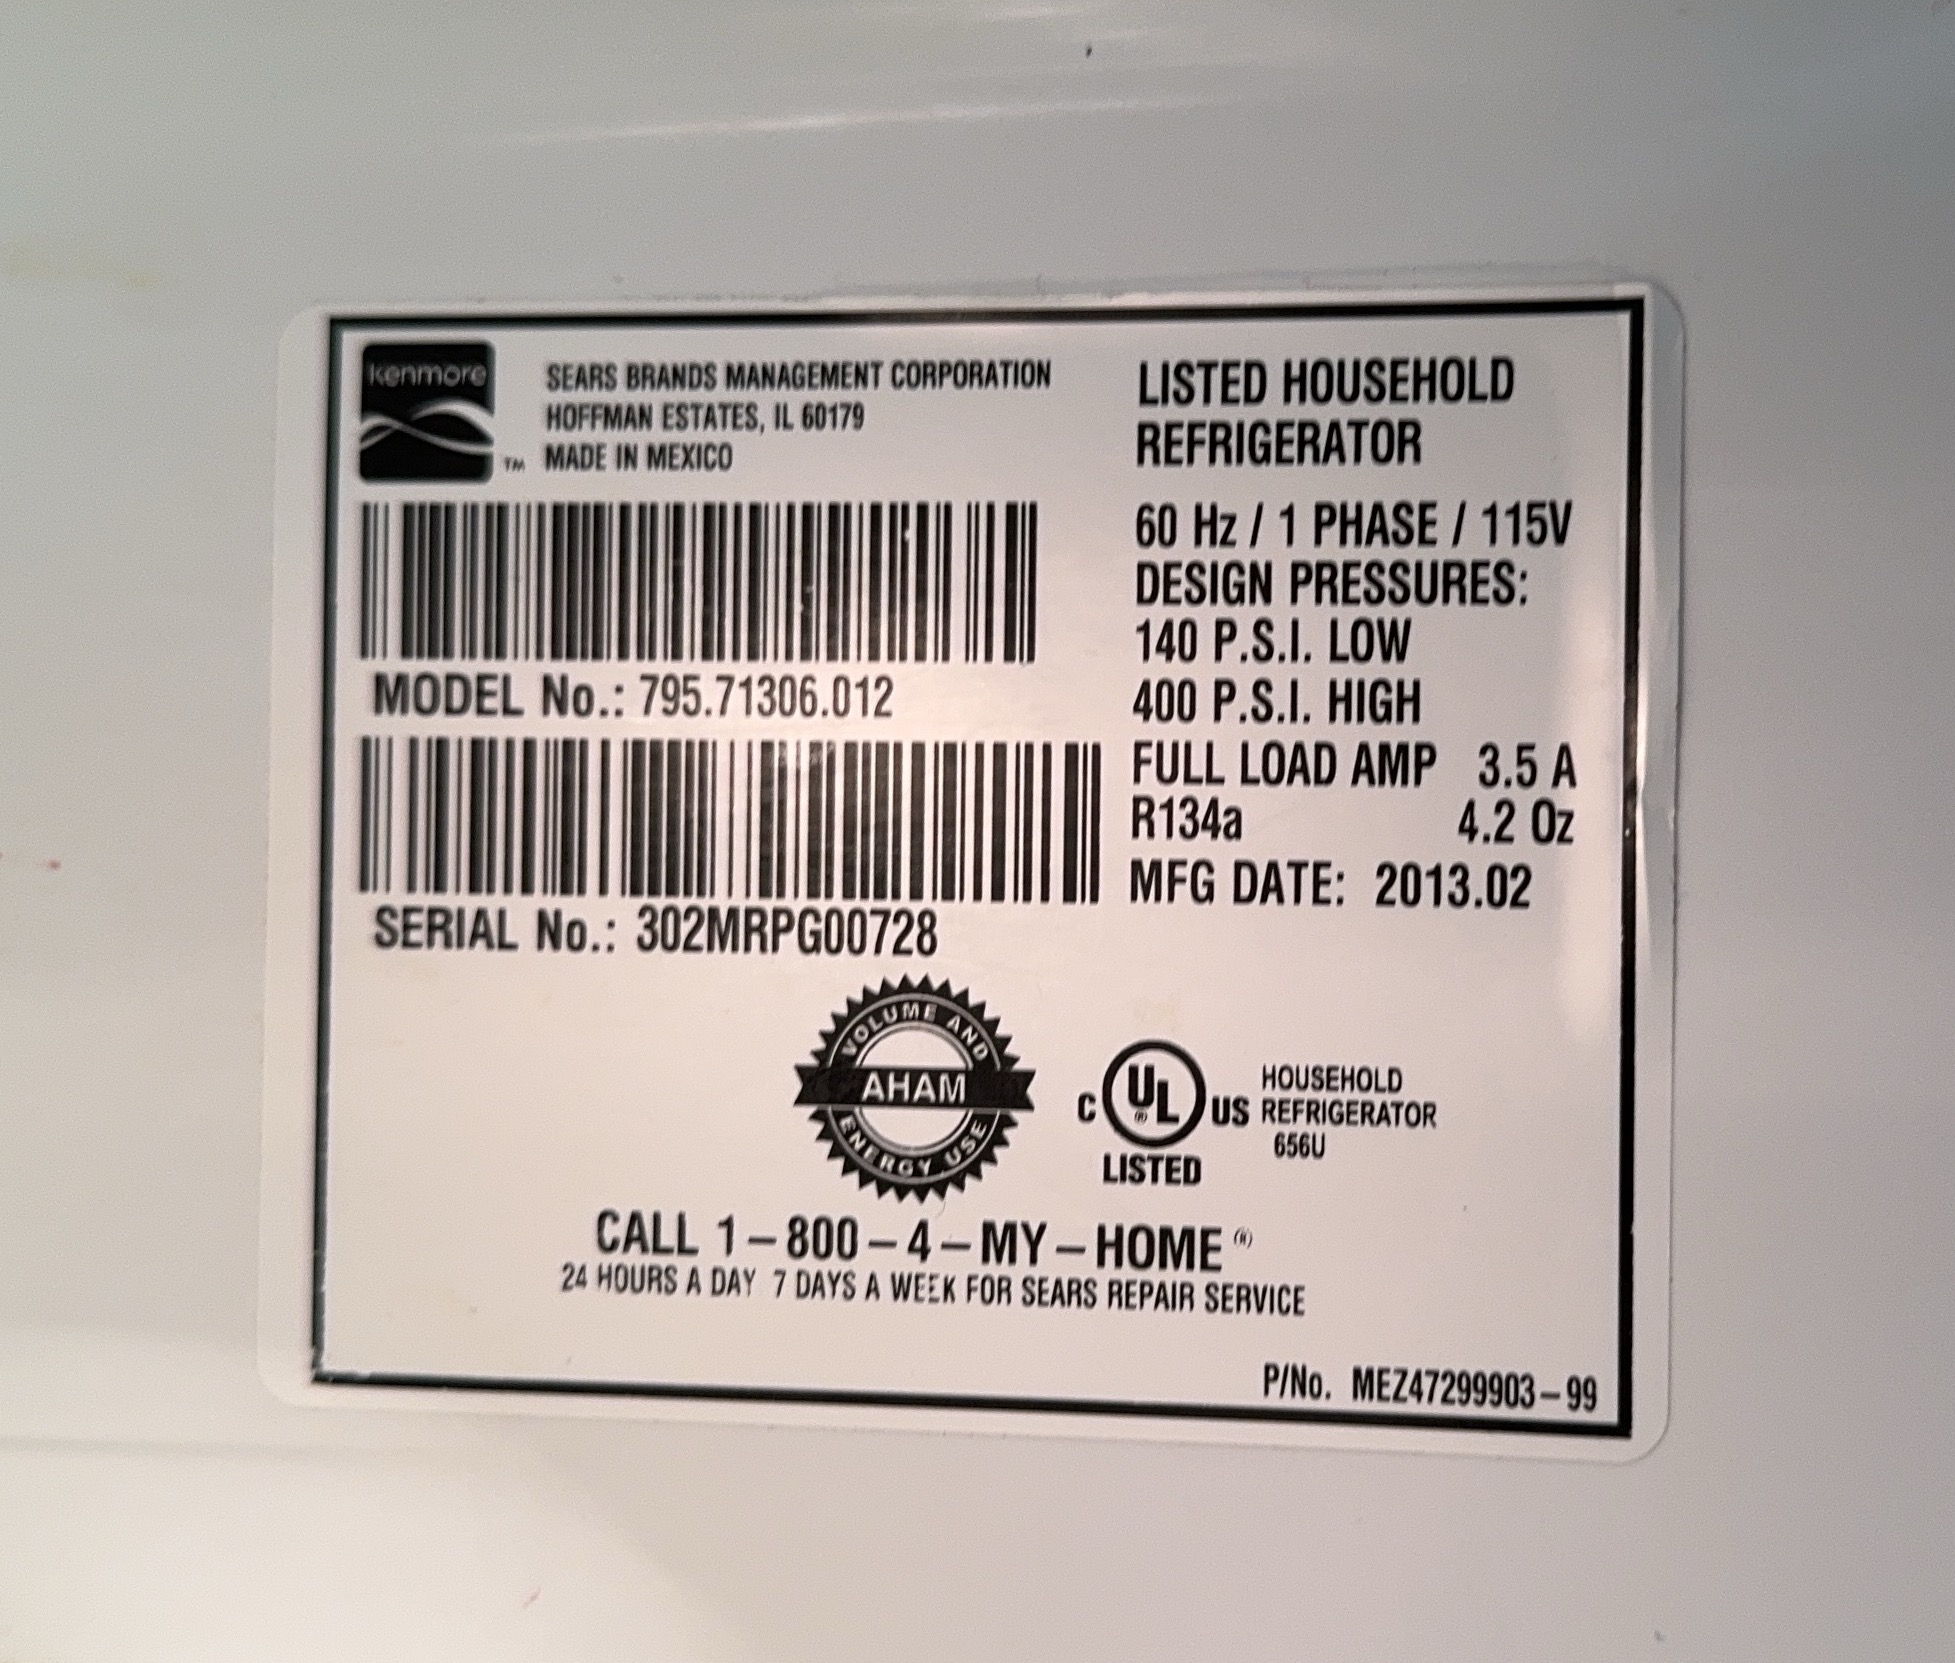 kenmore
TM
SEARS BRANDS MANAGEMENT CORPORATION
HOFFMAN ESTATES, IL 60179
MADE IN MEXICO
MODEL No.: 795.71306.012
SERIAL No.: 302MRPG00728
LISTED HOUSEHOLD
REFRIGERATOR
60 Hz / 1 PHASE / 115V
DESIGN PRESSURES:
140 P.S.I. LOW
400 P.S.I. HIGH
FULL LOAD AMP 3.5 A
R134a 4.2 Oz
MFG DATE: 2013.02
VOLUME AND
AHAM
ENERGY USE
C UL® US
LISTED
HOUSEHOLD
REFRIGERATOR
656U
CALL 1-800-4-MY-HOME®
24 HOURS A DAY 7 DAYS A WEEK FOR SEARS REPAIR SERVICE
P/No. MEZ47299903-99